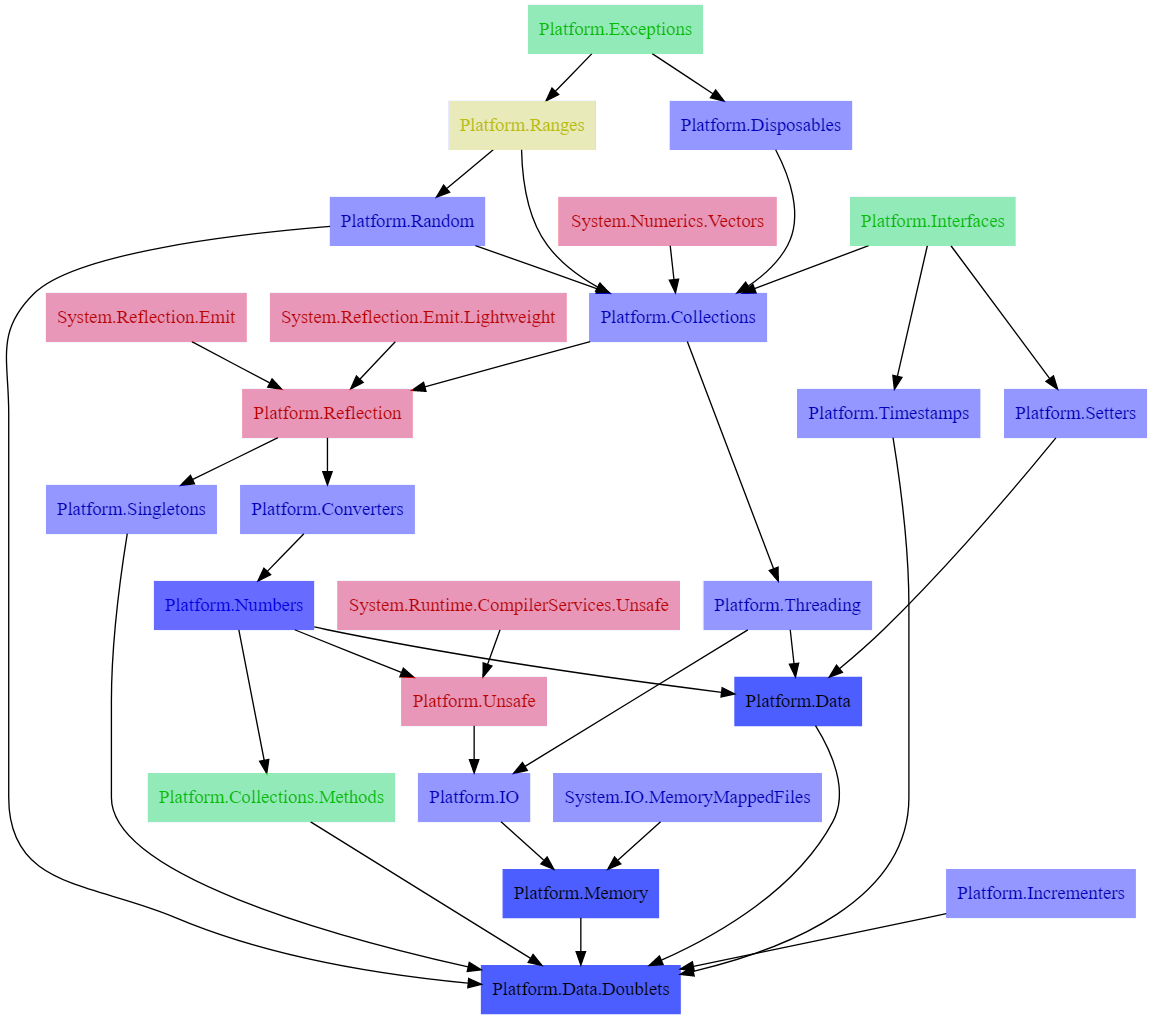 Platform.Exceptions
Platform.Ranges
Platform.Disposables
Platform.Random
System.Numerics.Vectors
Platform.Interfaces
System.Reflection.Emit
System.Reflection.Emit.Lightweight
Platform.Collections
Platform.Reflection
Platform.Timestamps
Platform.Setters
Platform.Singletons
Platform.Converters
Platform.Numbers
System.Runtime.CompilerServices.Unsafe
Platform.Threading
Platform.Unsafe
Platform.Data
Platform.Collections.Methods
Platform.IO
System.IO.MemoryMappedFiles
Platform.Memory
Platform.Incrementers
Platform.Data.Doublets